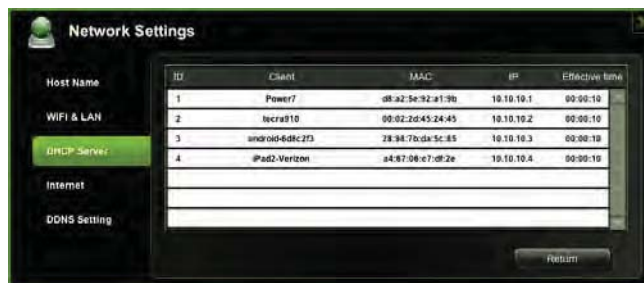 Network Settings
Host Name
WIFI & LAN
DHCP Server
Internet
DDNS Setting
ID Client MAC IP Effective time
1 Power7 d8:a2:5e:92:a1:9b 10.10.10.1 00:00:10
2 tecra910 00:02:2d:45:24:45 10.10.10.2 00:00:10
3 android-6d8c2f3 28:98:7b:da:5c:85 10.10.10.3 00:00:10
4 iPad2-Verizon a4:67:06:e7:df:2e 10.10.10.4 00:00:10
Return